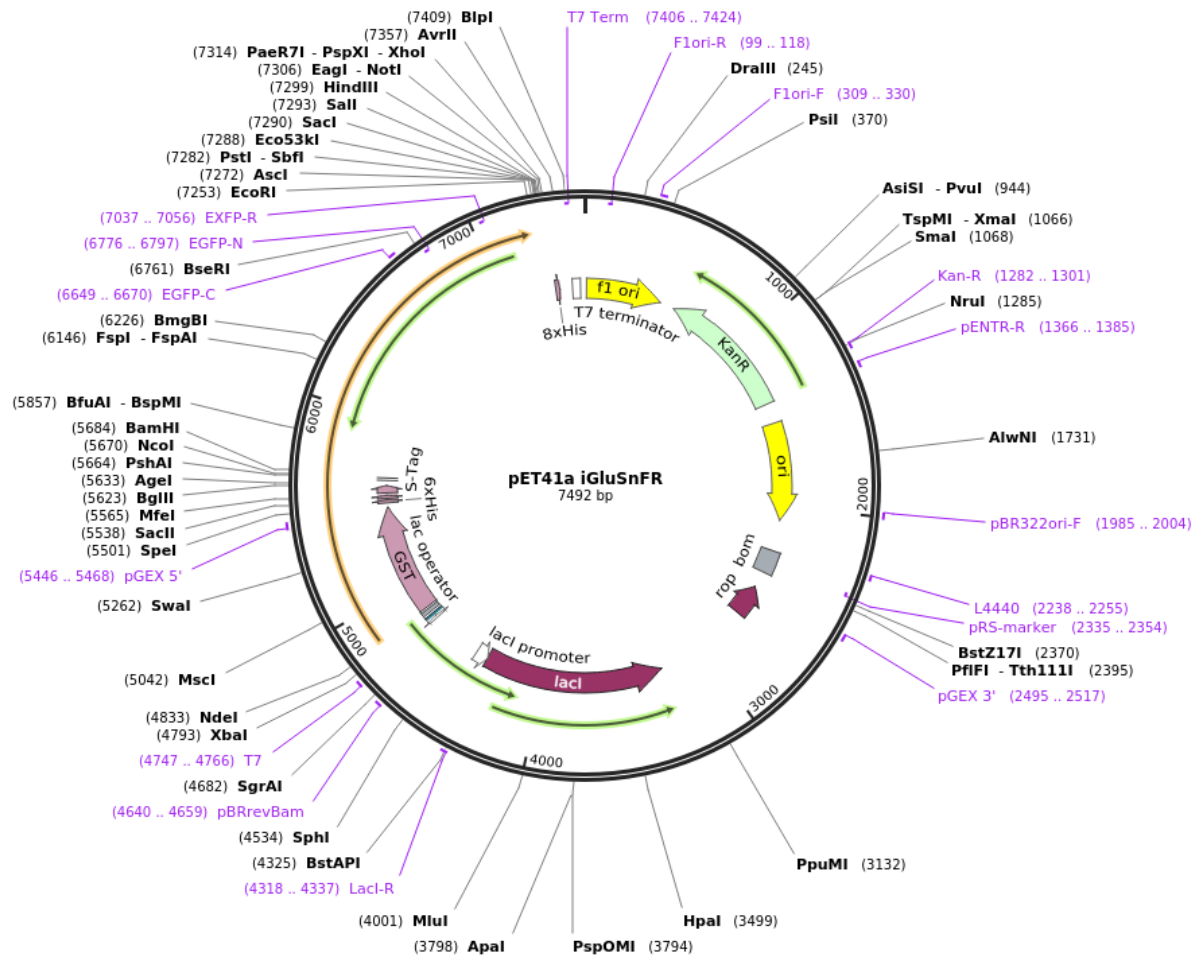 (7409) BlpI
(7357) AvrII
(7314) PaeR7I - PspXI - XhoI
(7306) EagI - NotI
(7299) HindIII
(7293) SalI
(7290) SacI
(7288) Eco53kI
(7282) PstI - SbfI
(7272) AscI
(7253) EcoRI
(7037 .. 7056) EXFP-R
(6776 .. 6797) EGFP-N
(6761) BseRI
(6649 .. 6670) EGFP-C
(6226) BmgBI
(6146) FspI - FspAI
(5857) BfuAI - BspMI
(5684) BamHI
(5670) NcoI
(5664) PshAI
(5633) AgeI
(5623) BglII
(5565) MfeI
(5538) SacII
(5501) SpeI
(5446 .. 5468) pGEX 5'
(5262) SwaI
(5042) MscI
(4833) NdeI
(4793) XbaI
(4747 .. 4766) T7
(4682) SgrAI
(4640 .. 4659) pBRrevBam
(4534) SphI
(4325) BstAPI
(4318 .. 4337) LacI-R
(4001) MluI
(3798) ApaI
PspOMI (3794)
HpaI (3499)
PpuMI (3132)
T7 Term (7406 .. 7424)
F1ori-R (99 .. 118)
DraIII (245)
F1ori-F (309 .. 330)
PsiI (370)
AsiSI - PvuI (944)
TspMI - XmaI (1066)
SmaI (1068)
Kan-R (1282 .. 1301)
NruI (1285)
pENTR-R (1366 .. 1385)
AlwNI (1731)
pBR322ori-F (1985 .. 2004)
L4440 (2238 .. 2255)
pRS-marker (2335 .. 2354)
BstZ17I (2370)
PflFI - Tth111I (2395)
pGEX 3' (2495 .. 2517)
1000
2000
3000
4000
5000
6000
7000
8xHis
T7 terminator
f1 ori
KanR
ori
bom
rop
lacI promoter
lacI
lac operator
GST
6xHis
S-Tag
pET41a iGluSnFR
7492 bp